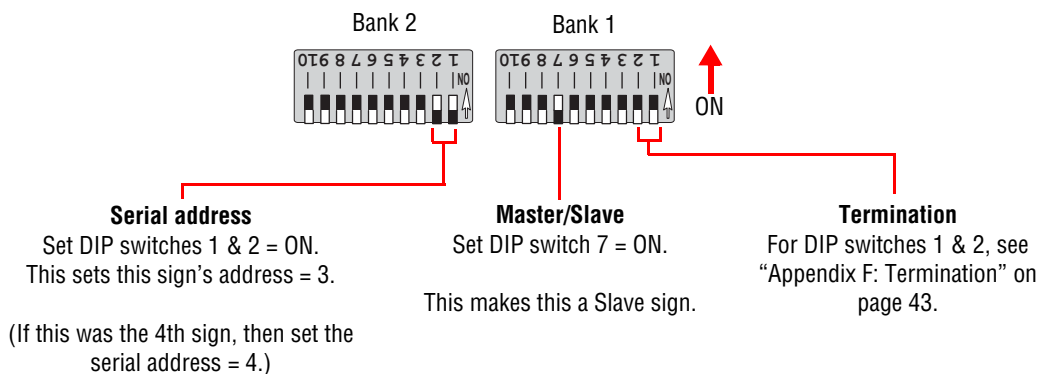 Bank 2
Bank 1
10 9 8 7 6 5 4 3 2 1
10 9 8 7 6 5 4 3 2 1
ON
ON
ON
Serial address
Set DIP switches 1 & 2 = ON.
This sets this sign's address = 3.
(If this was the 4th sign, then set the
serial address = 4.)
Master/Slave
Set DIP switch 7 = ON.
This makes this a Slave sign.
Termination
For DIP switches 1 & 2, see
“Appendix F: Termination” on
page 43.